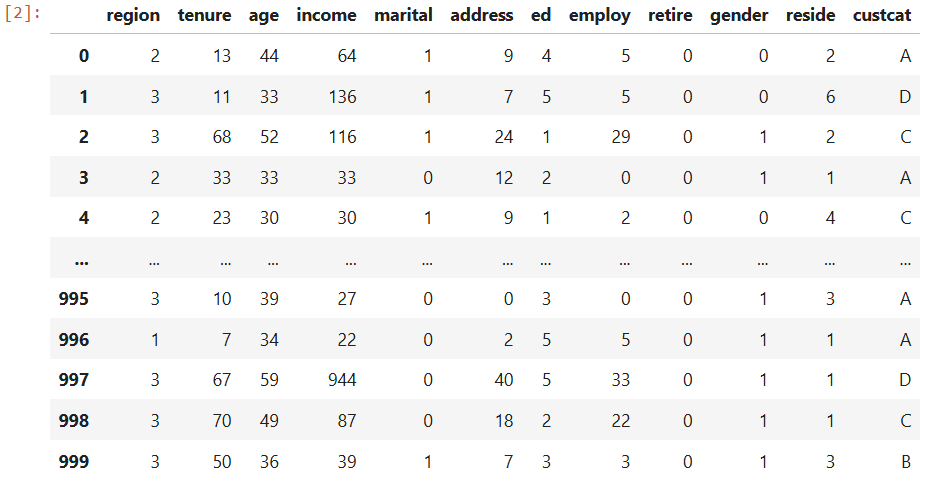 [2]: region tenure age income marital address ed employ retire gender reside custcat
0 2 13 44 64 1 9 4 5 0 0 2 A
1 3 11 33 136 1 7 5 5 0 0 6 D
2 3 68 52 116 1 24 1 29 0 1 2 C
3 2 33 33 33 0 12 2 0 0 1 1 A
4 2 23 30 30 1 9 1 2 0 0 4 C
... ... ... ... ... ... ... ... ... ... ... ... ...
995 3 10 39 27 0 0 3 0 0 1 3 A
996 1 7 34 22 0 2 5 5 0 1 1 A
997 3 67 59 944 0 40 5 33 0 1 1 D
998 3 70 49 87 0 18 2 22 0 1 1 C
999 3 50 36 39 1 7 3 3 0 1 3 B